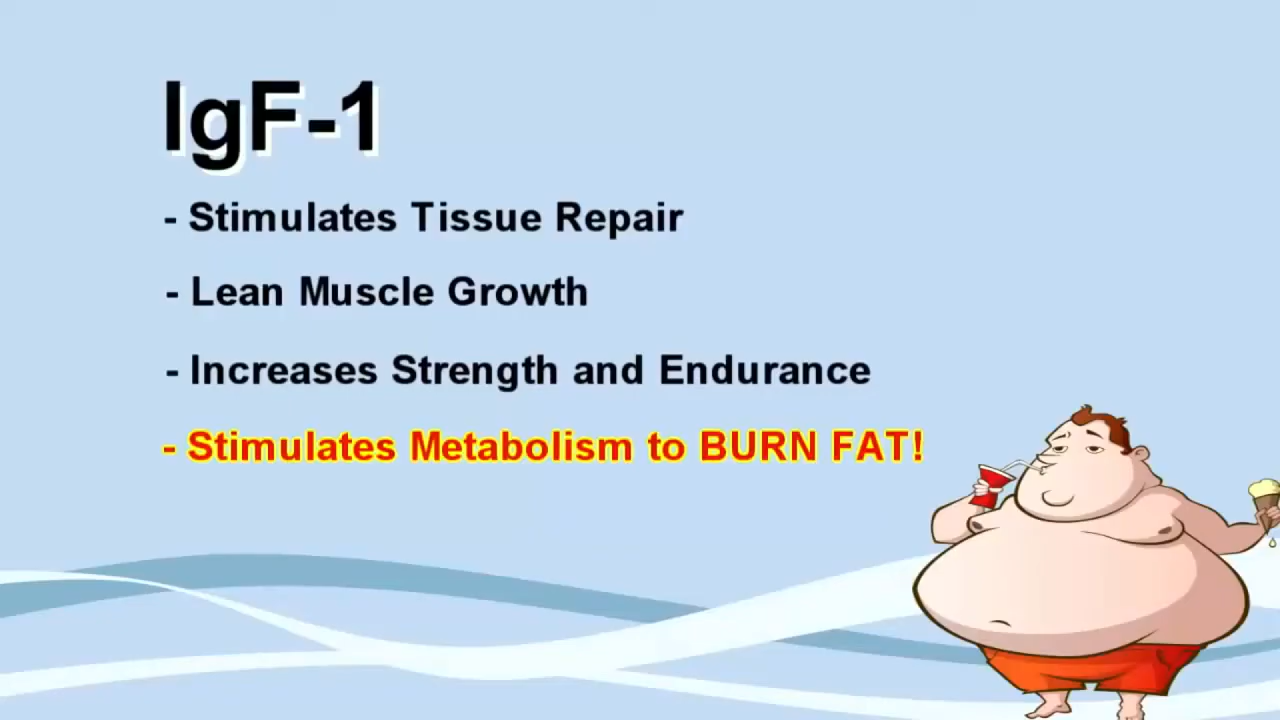 IgF-1
- Stimulates Tissue Repair
- Lean Muscle Growth
- Increases Strength and Endurance
- Stimulates Metabolism to BURN FAT!